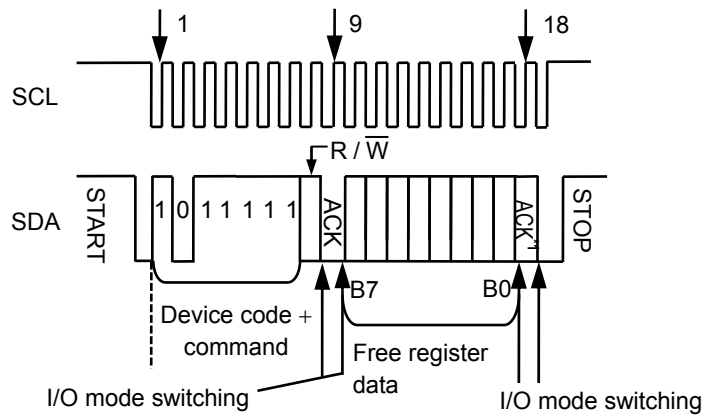 1 9 18
SCL
R / W
SDA START 1 0 1 1 1 1 1 ACK ACK*1 STOP
B7 B0
Device code +
command
Free register
data
I/O mode switching I/O mode switching